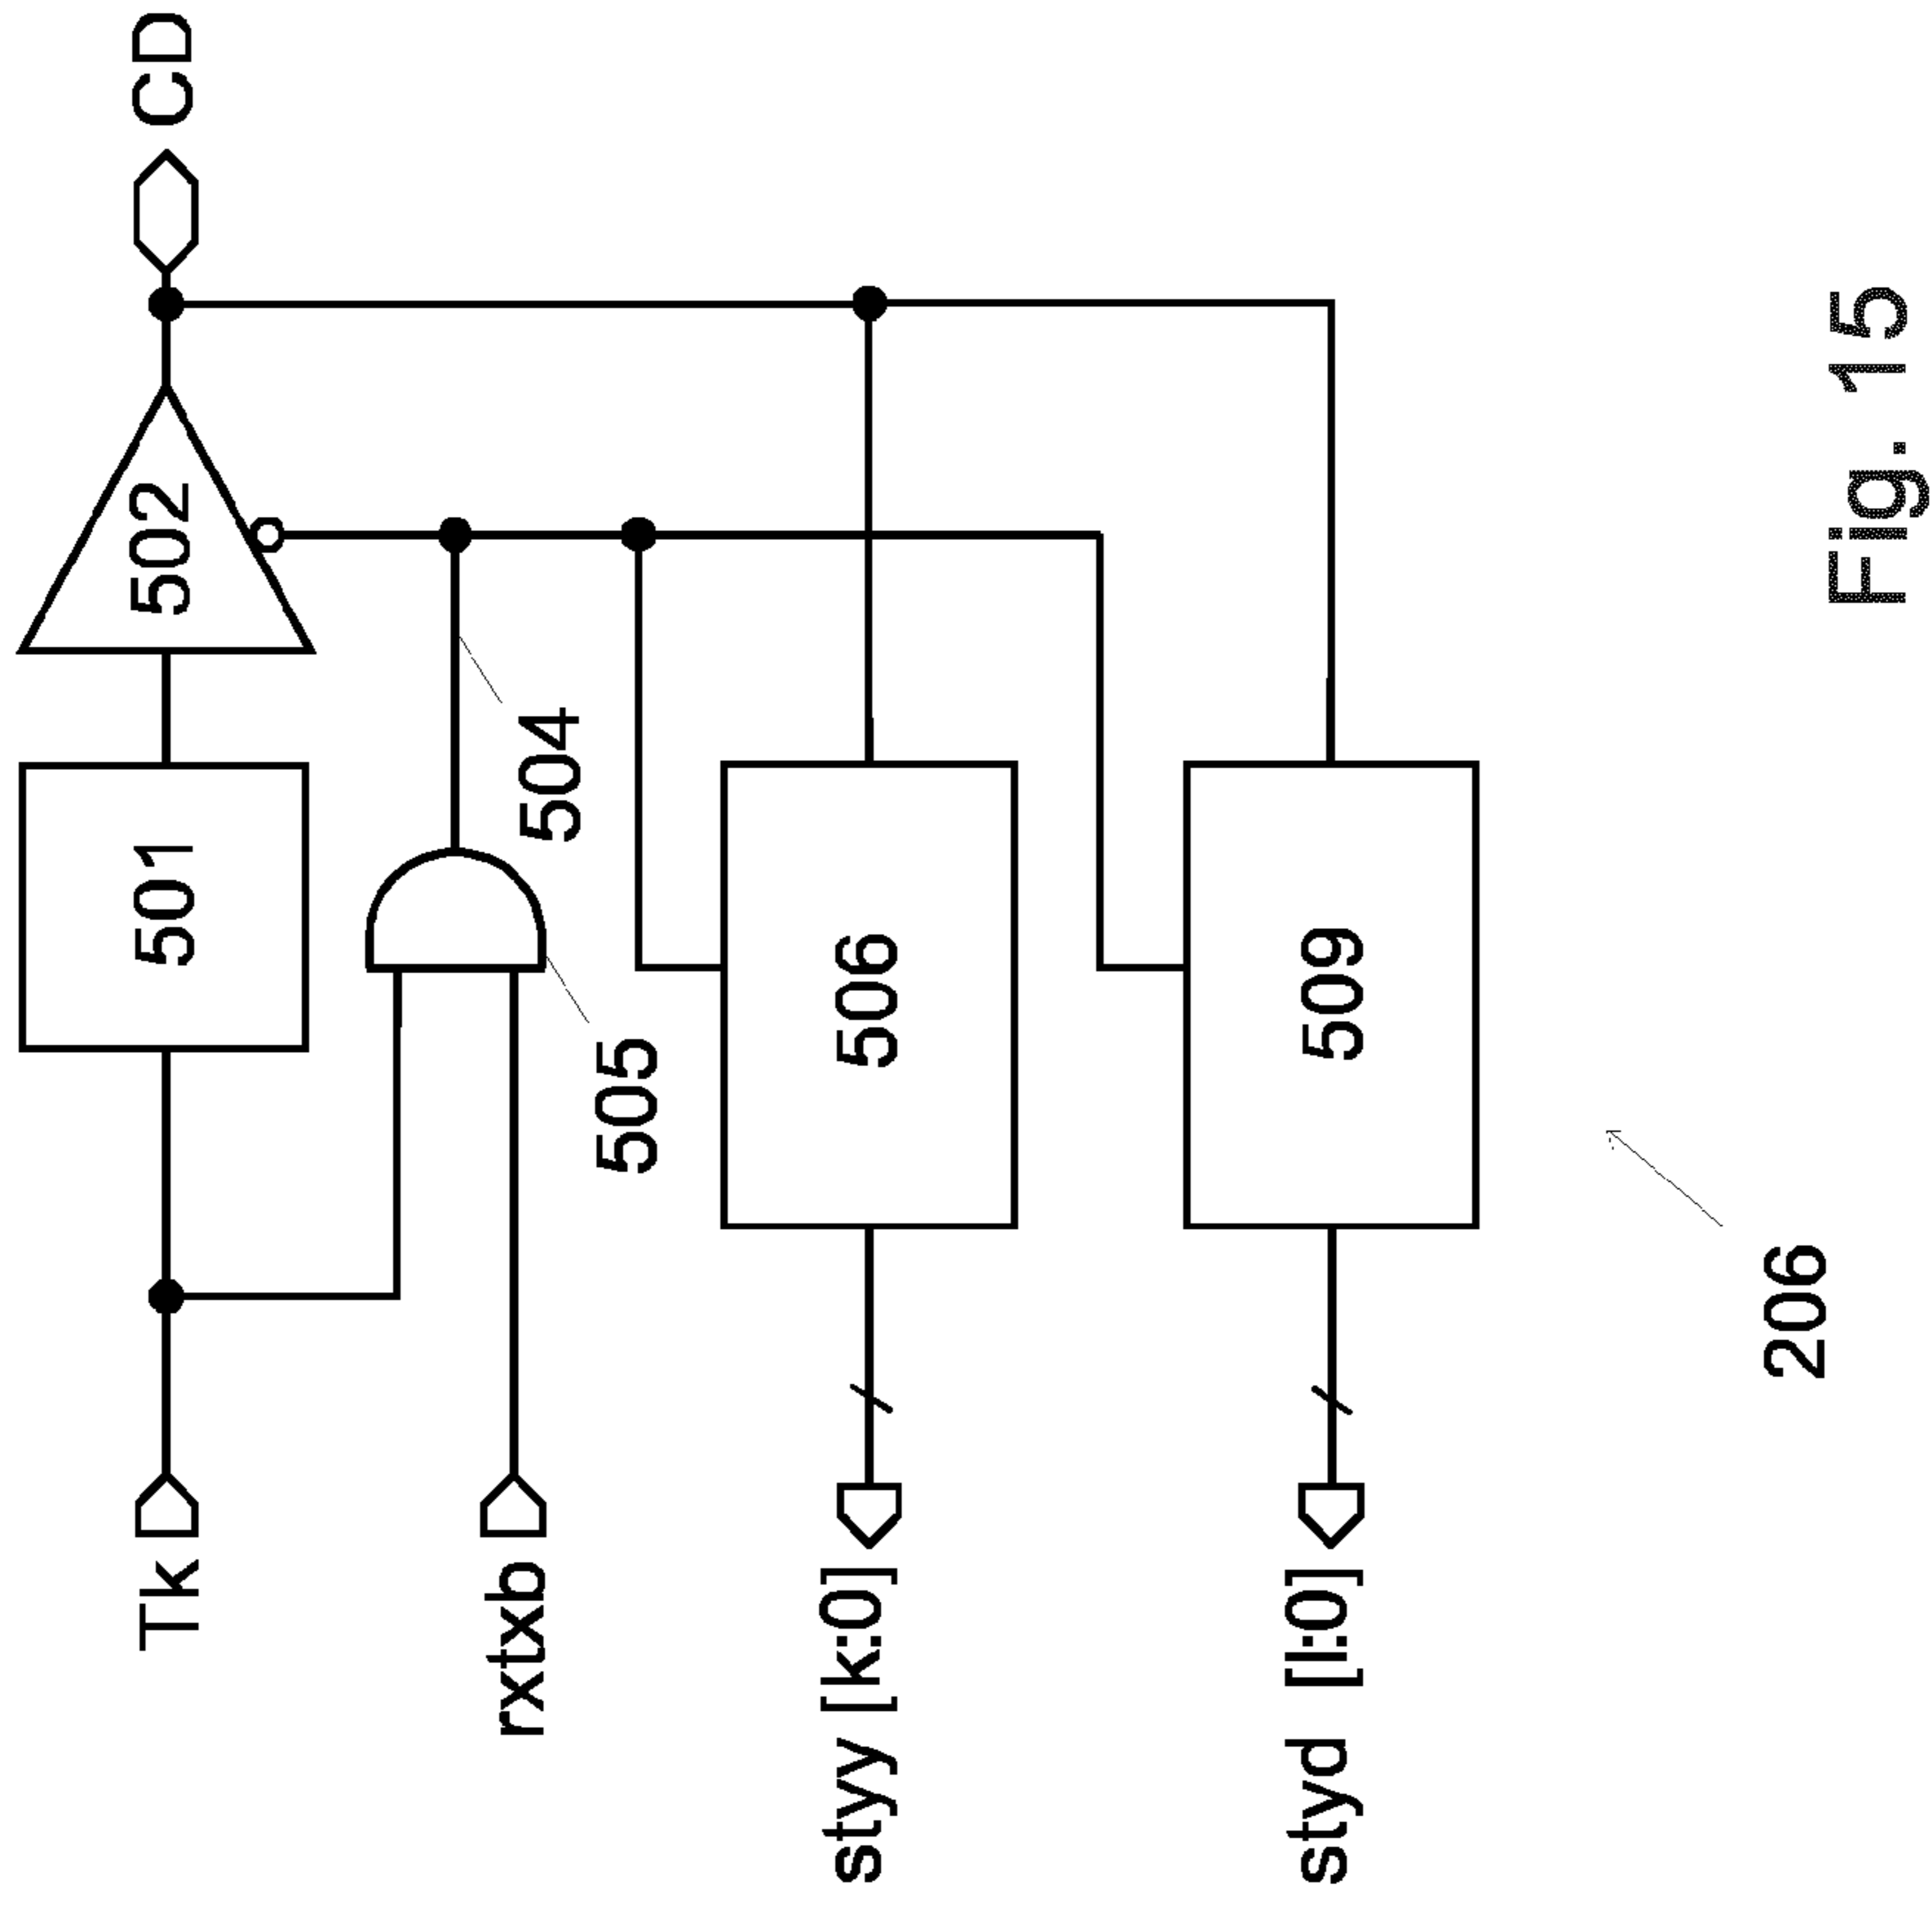 Tk
501
502
CD
504
rxtxb
505
styy [k:0]
506
styd [l:0]
509
206
Fig. 15